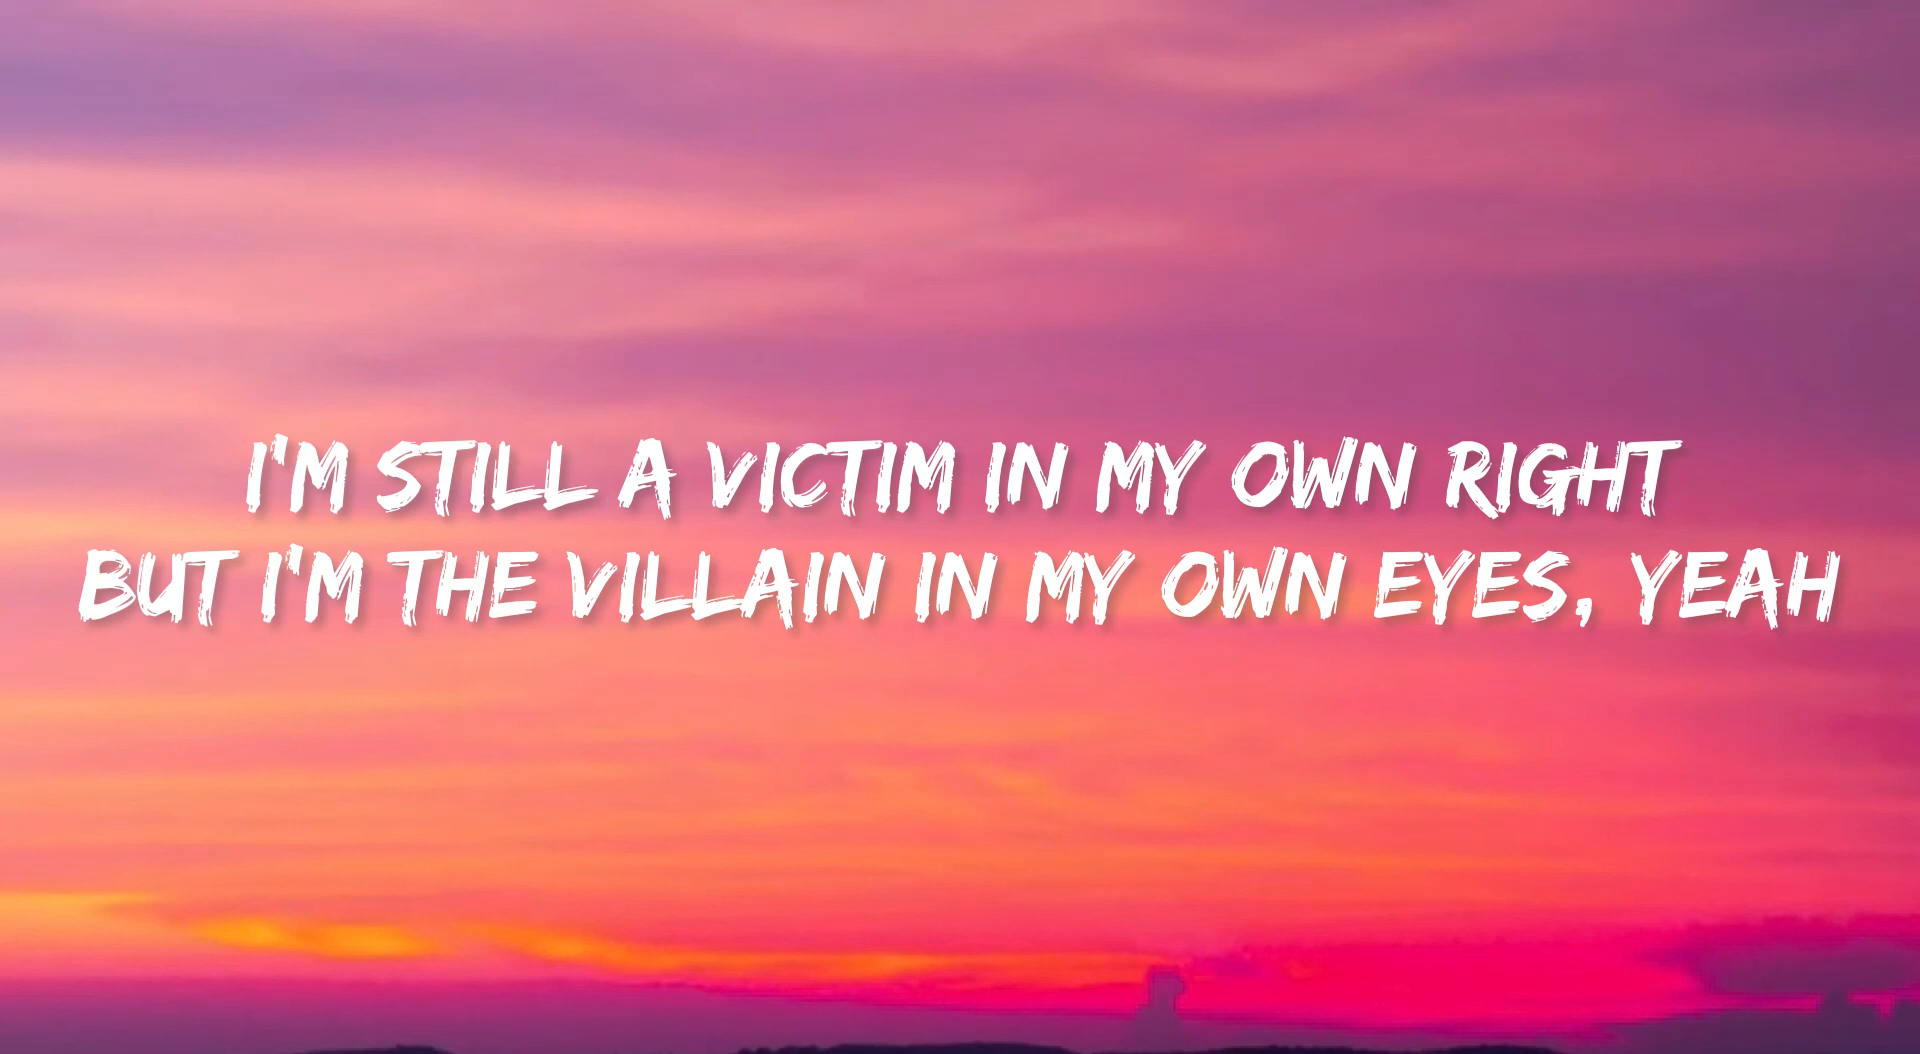 I'M STILL A VICTIM IN MY OWN RIGHT
BUT I'M THE VILLAIN IN MY OWN EYES, YEAH